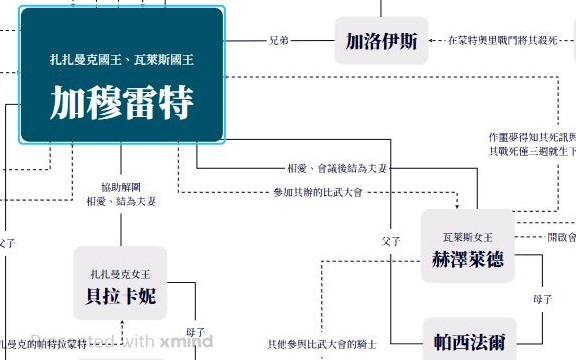 扎扎曼克國王、瓦萊斯國王
加穆雷特
兄弟
加洛伊斯
在蒙特奧里戰鬥將其殺死
作噩夢得知其死訊與
其戰死僅三週就生下
相愛、會議後結為夫妻
協助解圍
相愛、結為夫妻
參加其辦的比武大會
父子
父子
瓦萊斯女王
赫澤萊德
開啟會
扎扎曼克女王
貝拉卡妮
母子
母子
曼克的帕特拉蒙特
其他參與比武大會的騎士
帕西法爾
Presented with xmind